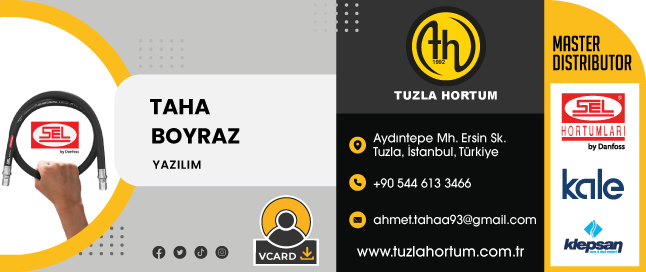 SEL
by Danfoss
TAHA
BOYRAZ
YAZILIM
VCARD
th
1992
TUZLA HORTUM
Aydıntepe Mh. Ersin Sk.
Tuzla, İstanbul, Türkiye
+90 544 613 3466
ahmet.tahaa93@gmail.com
www.tuzlahortum.com.tr
MASTER
DISTRIBUTOR
SEL
HORTUMLARI
by Danfoss
kale
klepsan